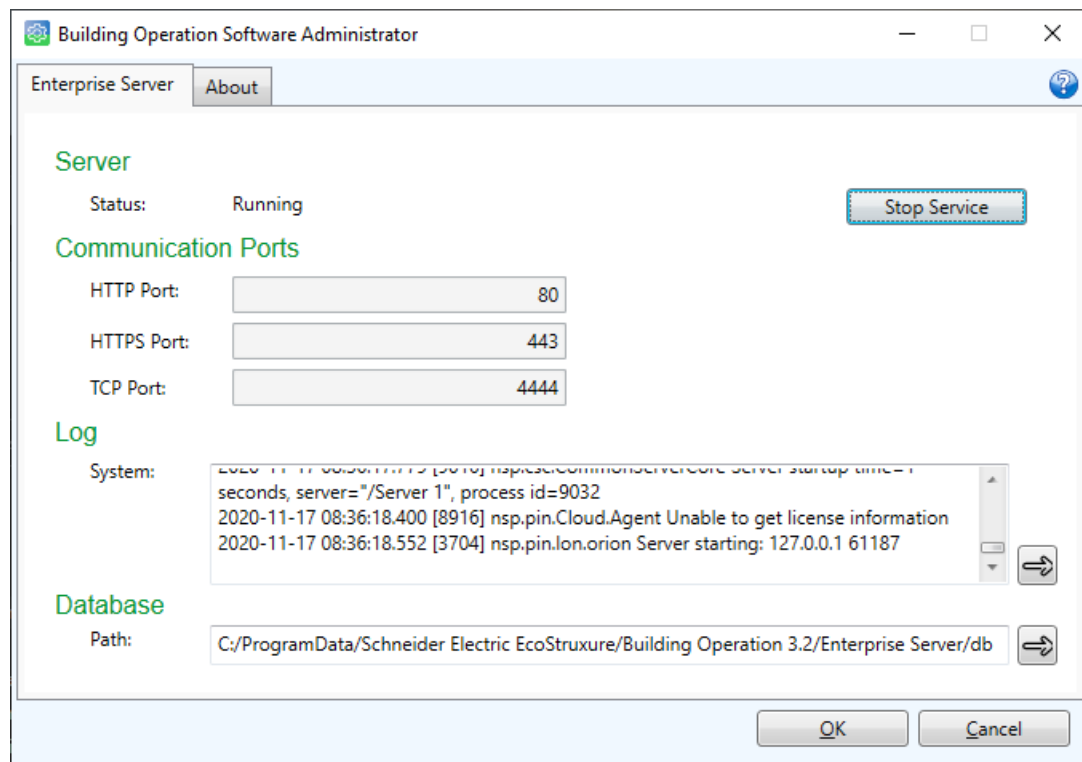 Building Operation Software Administrator
Enterprise Server
About
Server
Status: Running
Stop Service
Communication Ports
HTTP Port: 80
HTTPS Port: 443
TCP Port: 4444
Log
System:
seconds, server="/Server 1", process id=9032
2020-11-17 08:36:18.400 [8916] nsp.pin.Cloud.Agent Unable to get license information
2020-11-17 08:36:18.552 [3704] nsp.pin.lon.orion Server starting: 127.0.0.1 61187
Database
Path: C:/ProgramData/Schneider Electric EcoStruxure/Building Operation 3.2/Enterprise Server/db
OK
Cancel